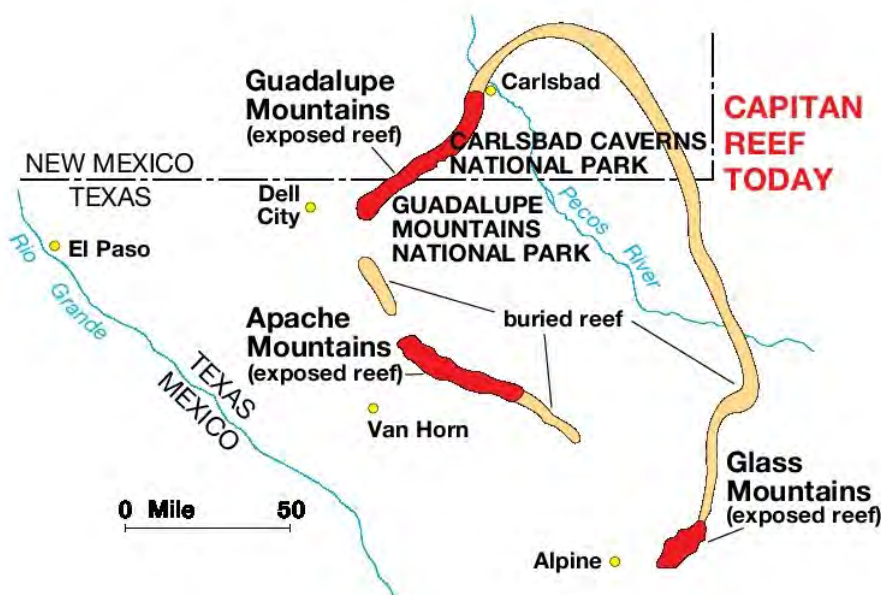 Guadalupe
Mountains
(exposed reef)
Carlsbad
CAPITAN
REEF
TODAY
CARLSBAD CAVERNS
NATIONAL PARK
NEW MEXICO
TEXAS
Dell
City
GUADALUPE
MOUNTAINS
NATIONAL PARK
Pecos
River
El Paso
Rio
Grande
buried reef
Apache
Mountains
(exposed reef)
TEXAS
MEXICO
Van Horn
Glass
Mountains
(exposed reef)
0 Mile 50
Alpine